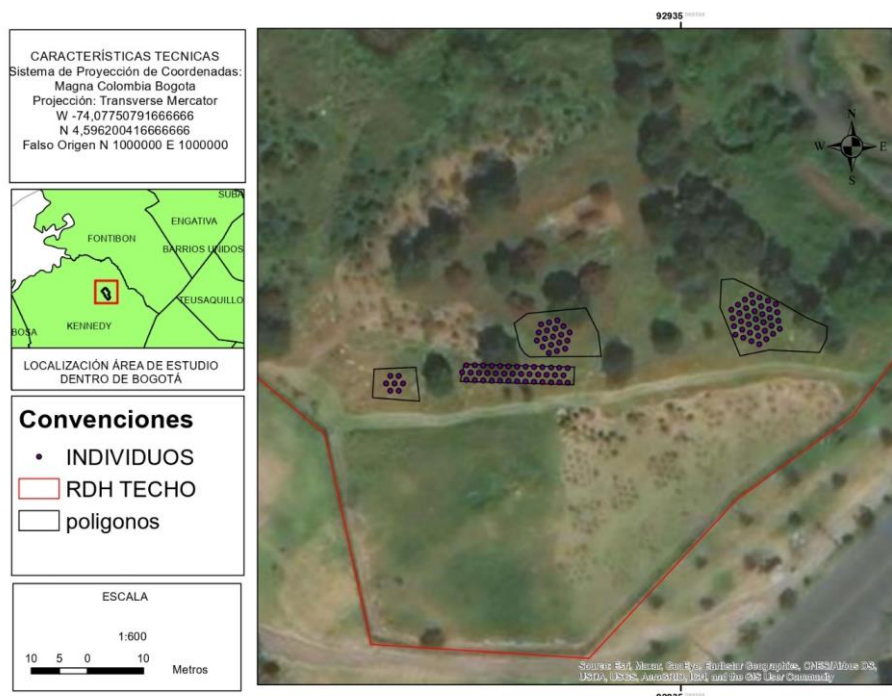 92935
CARACTERÍSTICAS TECNICAS
Sistema de Proyección de Coordenadas:
Magna Colombia Bogota
Projección: Transverse Mercator
W -74,07750791666666
N 4,596200416666666
Falso Origen N 1000000 E 1000000
N
W E
S
SUBA
ENGATIVA
FONTIBON
BARRIOS UNIDOS
TEUSAQUILLO
BOSA
KENNEDY
LOCALIZACIÓN ÁREA DE ESTUDIO
DENTRO DE BOGOTÁ
Convenciones
INDIVIDUOS
RDH TECHO
poligonos
ESCALA
1:600
10 5 0 10
Metros
Source: Esri, Maxar, GeoEye, Earthstar Geographics, CNES/Airbus DS,
USDA, USGS, AeroGRID, IGN, and the GIS User Community